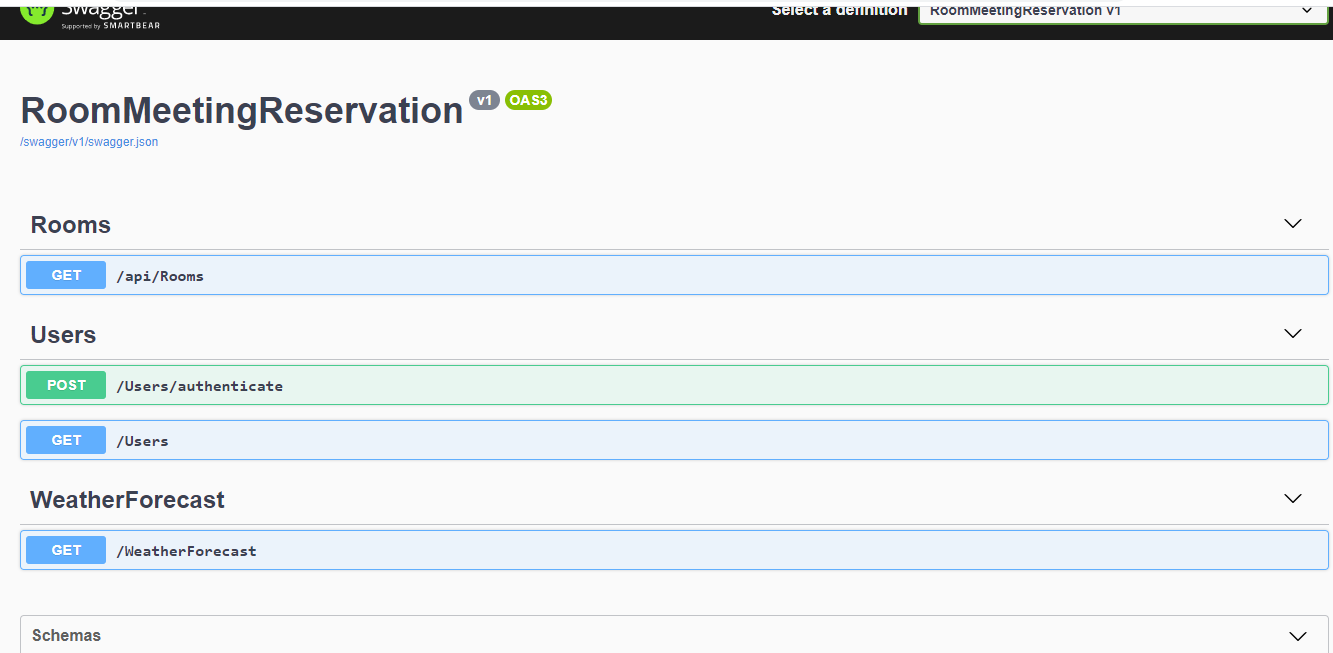 Swagger
Supported by SMARTBEAR
Select a definition
RoomMeetingReservation v1
RoomMeetingReservation v1 OAS3
/swagger/v1/swagger.json
Rooms
GET /api/Rooms
Users
POST /Users/authenticate
GET /Users
WeatherForecast
GET /WeatherForecast
Schemas